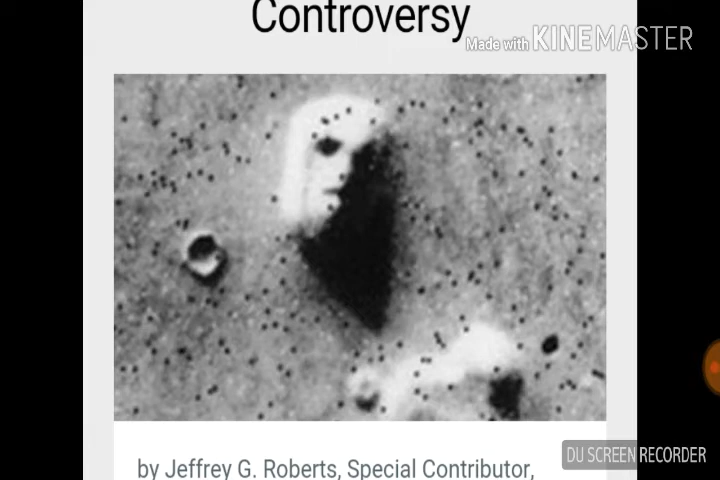 Controversy
Made with KINEMASTER
by Jeffrey G. Roberts, Special Contributor,
DU SCREEN RECORDER